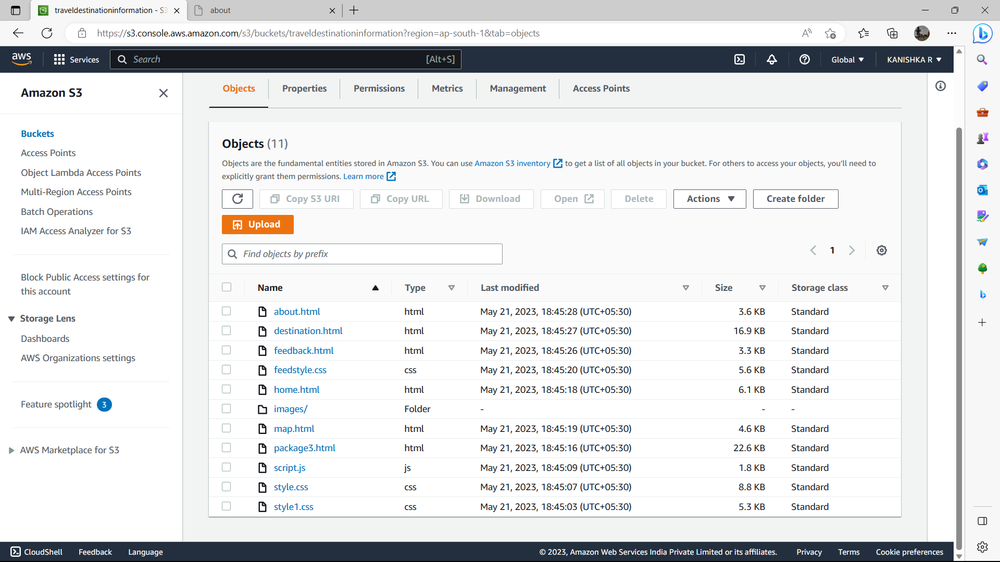 traveldestinationinformation - S3
about
https://s3.console.aws.amazon.com/s3/buckets/traveldestinationinformation?region=ap-south-1&tab=objects
aws
Services
Search
[Alt+S]
Global
KANISHKA R
Amazon S3
Buckets
Access Points
Object Lambda Access Points
Multi-Region Access Points
Batch Operations
IAM Access Analyzer for S3
Block Public Access settings for
this account
Storage Lens
Dashboards
AWS Organizations settings
Feature spotlight 3
AWS Marketplace for S3
Objects Properties Permissions Metrics Management Access Points
Objects (11)
Objects are the fundamental entities stored in Amazon S3. You can use Amazon S3 inventory to get a list of all objects in your bucket. For others to access your objects, you'll need to
explicitly grant them permissions. Learn more
Copy S3 URI Copy URL Download Open Delete Actions Create folder
Upload
Find objects by prefix
1
Name Type Last modified Size Storage class
about.html html May 21, 2023, 18:45:28 (UTC+05:30) 3.6 KB Standard
destination.html html May 21, 2023, 18:45:27 (UTC+05:30) 16.9 KB Standard
feedback.html html May 21, 2023, 18:45:26 (UTC+05:30) 3.3 KB Standard
feedstyle.css css May 21, 2023, 18:45:20 (UTC+05:30) 5.6 KB Standard
home.html html May 21, 2023, 18:45:18 (UTC+05:30) 6.1 KB Standard
images/ Folder - - -
map.html html May 21, 2023, 18:45:19 (UTC+05:30) 4.6 KB Standard
package3.html html May 21, 2023, 18:45:16 (UTC+05:30) 22.6 KB Standard
script.js js May 21, 2023, 18:45:09 (UTC+05:30) 1.8 KB Standard
style.css css May 21, 2023, 18:45:07 (UTC+05:30) 8.8 KB Standard
style1.css css May 21, 2023, 18:45:03 (UTC+05:30) 5.3 KB Standard
CloudShell Feedback Language © 2023, Amazon Web Services India Private Limited or its affiliates. Privacy Terms Cookie preferences